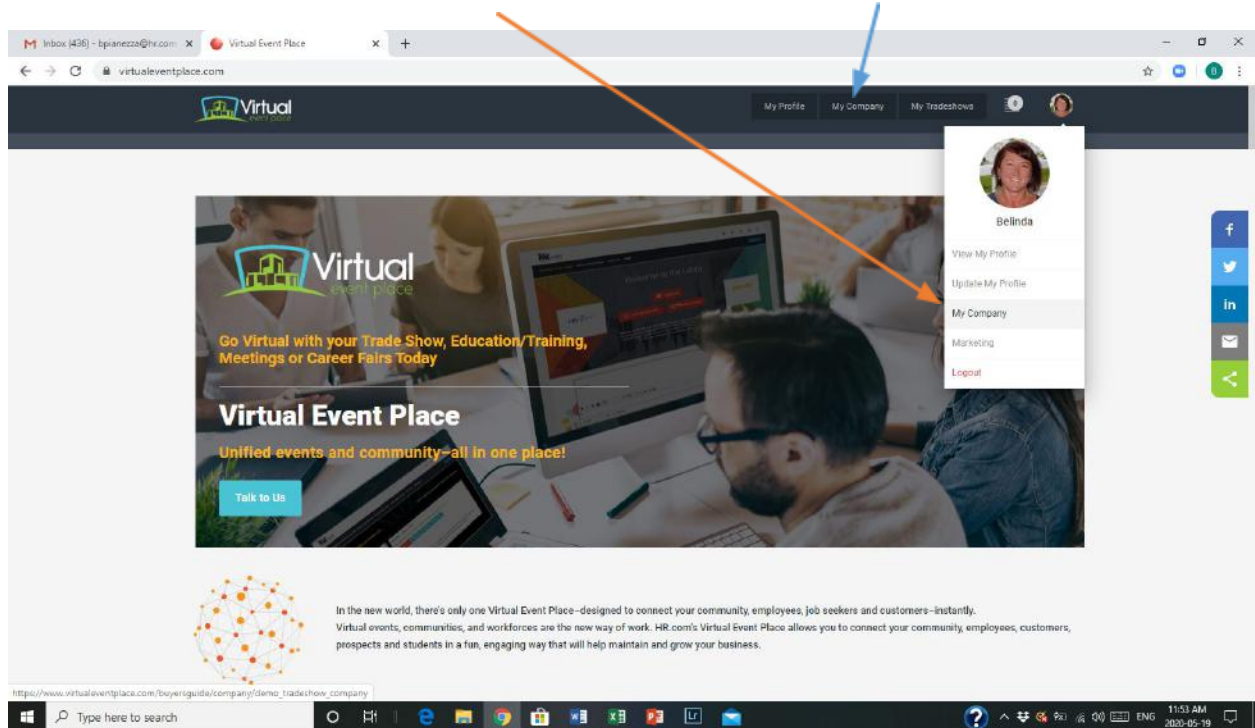 Inbox (436) - bpianezza@hr.com
Virtual Event Place
virtualeventplace.com
B
Virtual
event place
My Profile
My Company
My Tradeshows
0
Belinda
View My Profile
Update My Profile
My Company
Marketing
Logout
Virtual
event place
Go Virtual with your Trade Show, Education/Training,
Meetings or Career Fairs Today
Virtual Event Place
Unified events and community–all in one place!
Talk to Us
In the new world, there's only one Virtual Event Place–designed to connect your community, employees, job seekers and customers–instantly.
Virtual events, communities, and workforces are the new way of work. HR.com's Virtual Event Place allows you to connect your community, employees, customers,
prospects and students in a fun, engaging way that will help maintain and grow your business.
https://www.virtualeventplace.com/buyersguide/company/demo_tradeshow_company
Type here to search
ENG
11:53 AM
2020-05-19